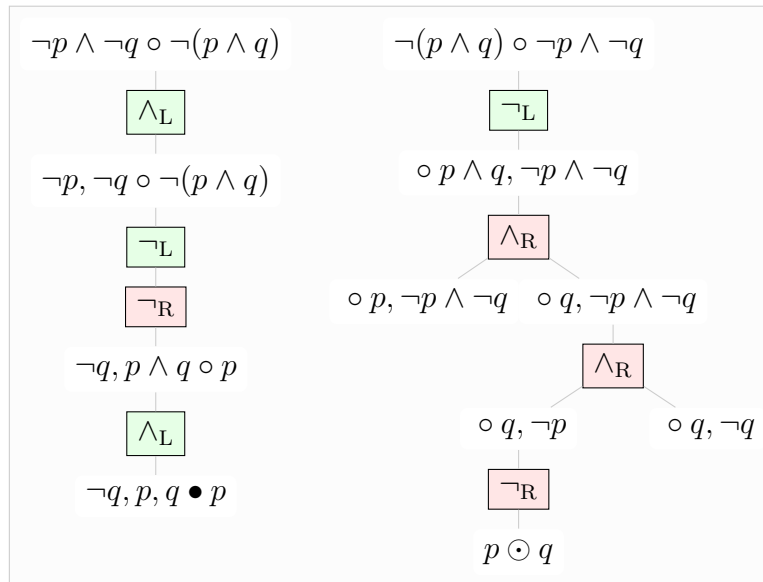 ¬p ∧ ¬q ∘ ¬(p ∧ q)
∧L
¬p, ¬q ∘ ¬(p ∧ q)
¬L
¬R
¬q, p ∧ q ∘ p
∧L
¬q, p, q • p
¬(p ∧ q) ∘ ¬p ∧ ¬q
¬L
∘ p ∧ q, ¬p ∧ ¬q
∧R
∘ p, ¬p ∧ ¬q
∘ q, ¬p ∧ ¬q
∧R
∘ q, ¬p
∘ q, ¬q
¬R
p ⊙ q